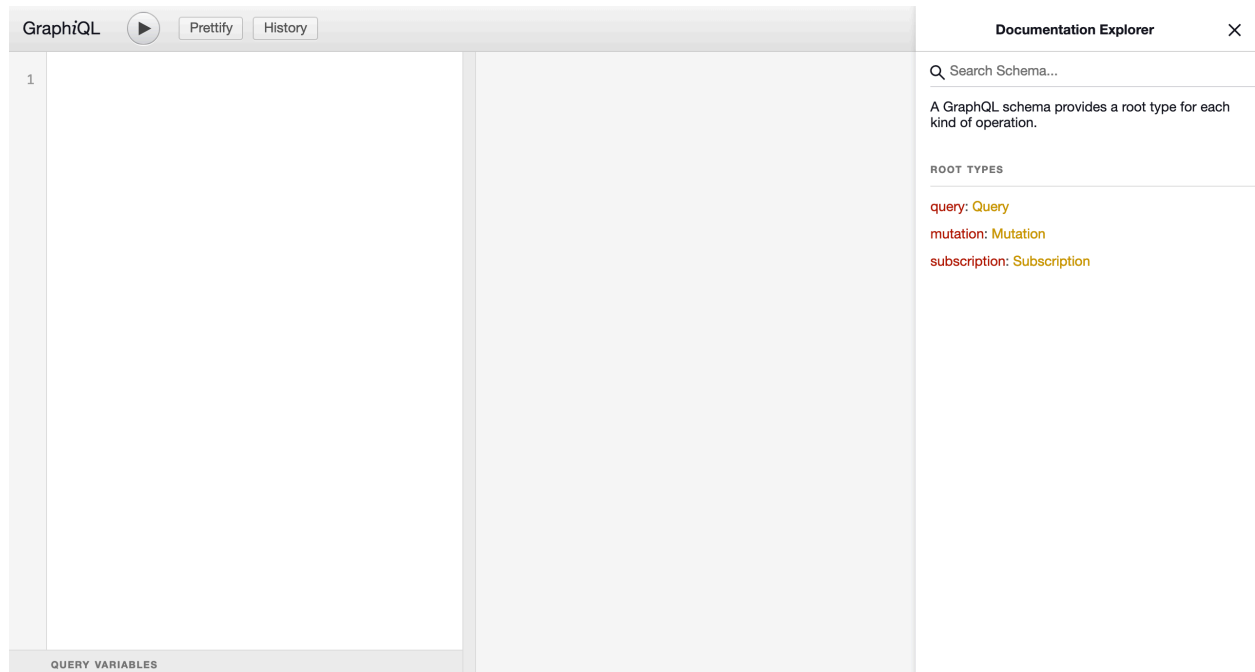 GraphiQL Prettify History
1
QUERY VARIABLES
Documentation Explorer
Search Schema...
A GraphQL schema provides a root type for each
kind of operation.
ROOT TYPES
query: Query
mutation: Mutation
subscription: Subscription